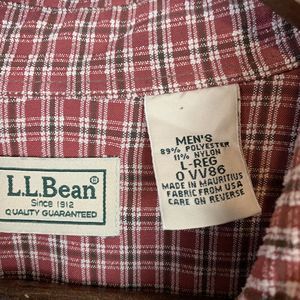 L.L.Bean®
Since 1912
QUALITY GUARANTEED
MEN'S
89% POLYESTER
11% NYLON
L-REG
0 VV86
MADE IN MAURITIUS
FABRIC FROM USA
CARE ON REVERSE